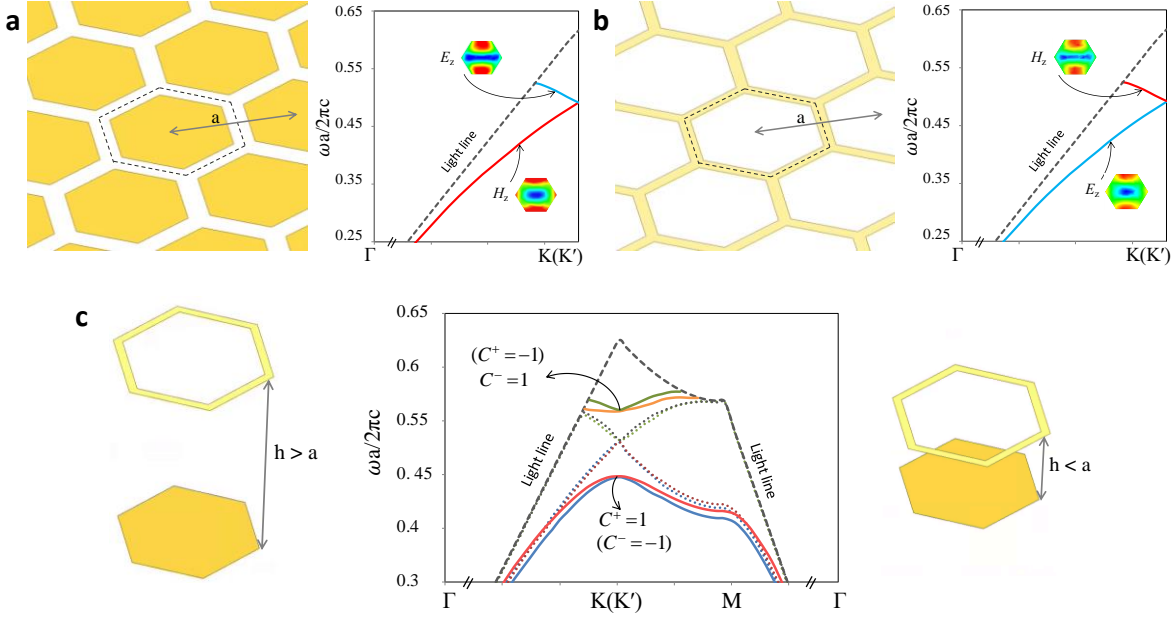 a
a
ωa/2πc
0.65
0.55
0.45
0.35
0.25
Light line
E_z
H_z
Γ
K(K′)
b
a
ωa/2πc
0.65
0.55
0.45
0.35
0.25
Light line
H_z
E_z
Γ
K(K′)
c
h > a
ωa/2πc
0.65
0.6
0.55
0.5
0.45
0.4
0.3
(C⁺ = −1)
C⁻ = 1
Light line
Light line
C⁺ = 1
(C⁻ = −1)
Γ
K(K′)
M
Γ
h < a